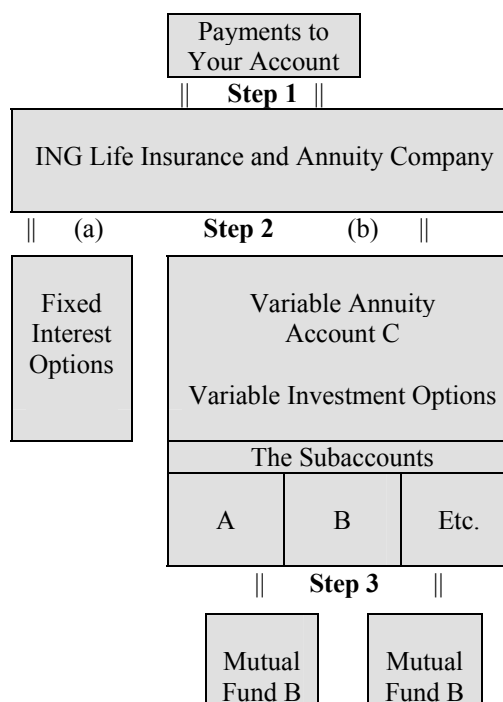 Payments to
Your Account
|| Step 1 ||
ING Life Insurance and Annuity Company
|| (a) Step 2 (b) ||
Fixed
Interest
Options
Variable Annuity
Account C
Variable Investment Options
The Subaccounts
A B Etc.
|| Step 3 ||
Mutual Mutual
Fund B Fund B